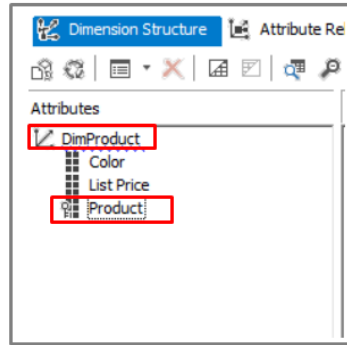 Dimension Structure Attribute Re
Attributes
DimProduct
Color
List Price
Product